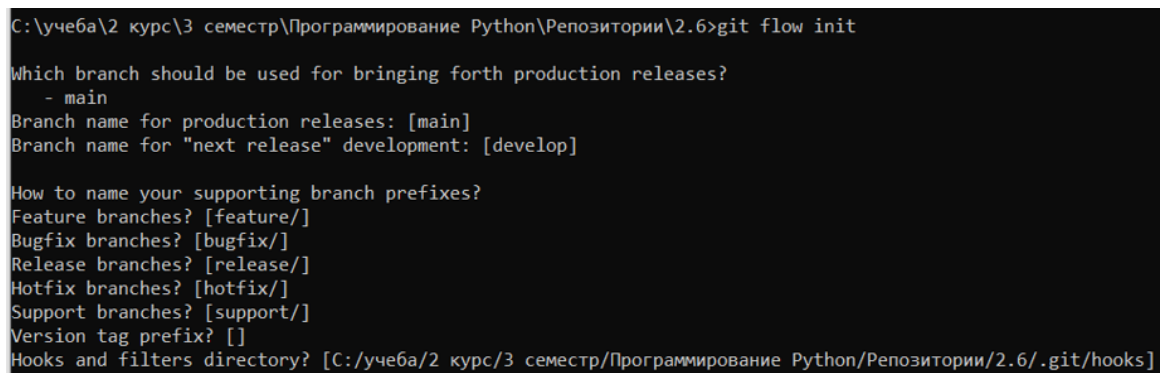 C:\учеба\2 курс\3 семестр\Программирование Python\Репозитории\2.6>git flow init
Which branch should be used for bringing forth production releases?
- main
Branch name for production releases: [main]
Branch name for "next release" development: [develop]
How to name your supporting branch prefixes?
Feature branches? [feature/]
Bugfix branches? [bugfix/]
Release branches? [release/]
Hotfix branches? [hotfix/]
Support branches? [support/]
Version tag prefix? []
Hooks and filters directory? [C:/учеба/2 курс/3 семестр/Программирование Python/Репозитории/2.6/.git/hooks]